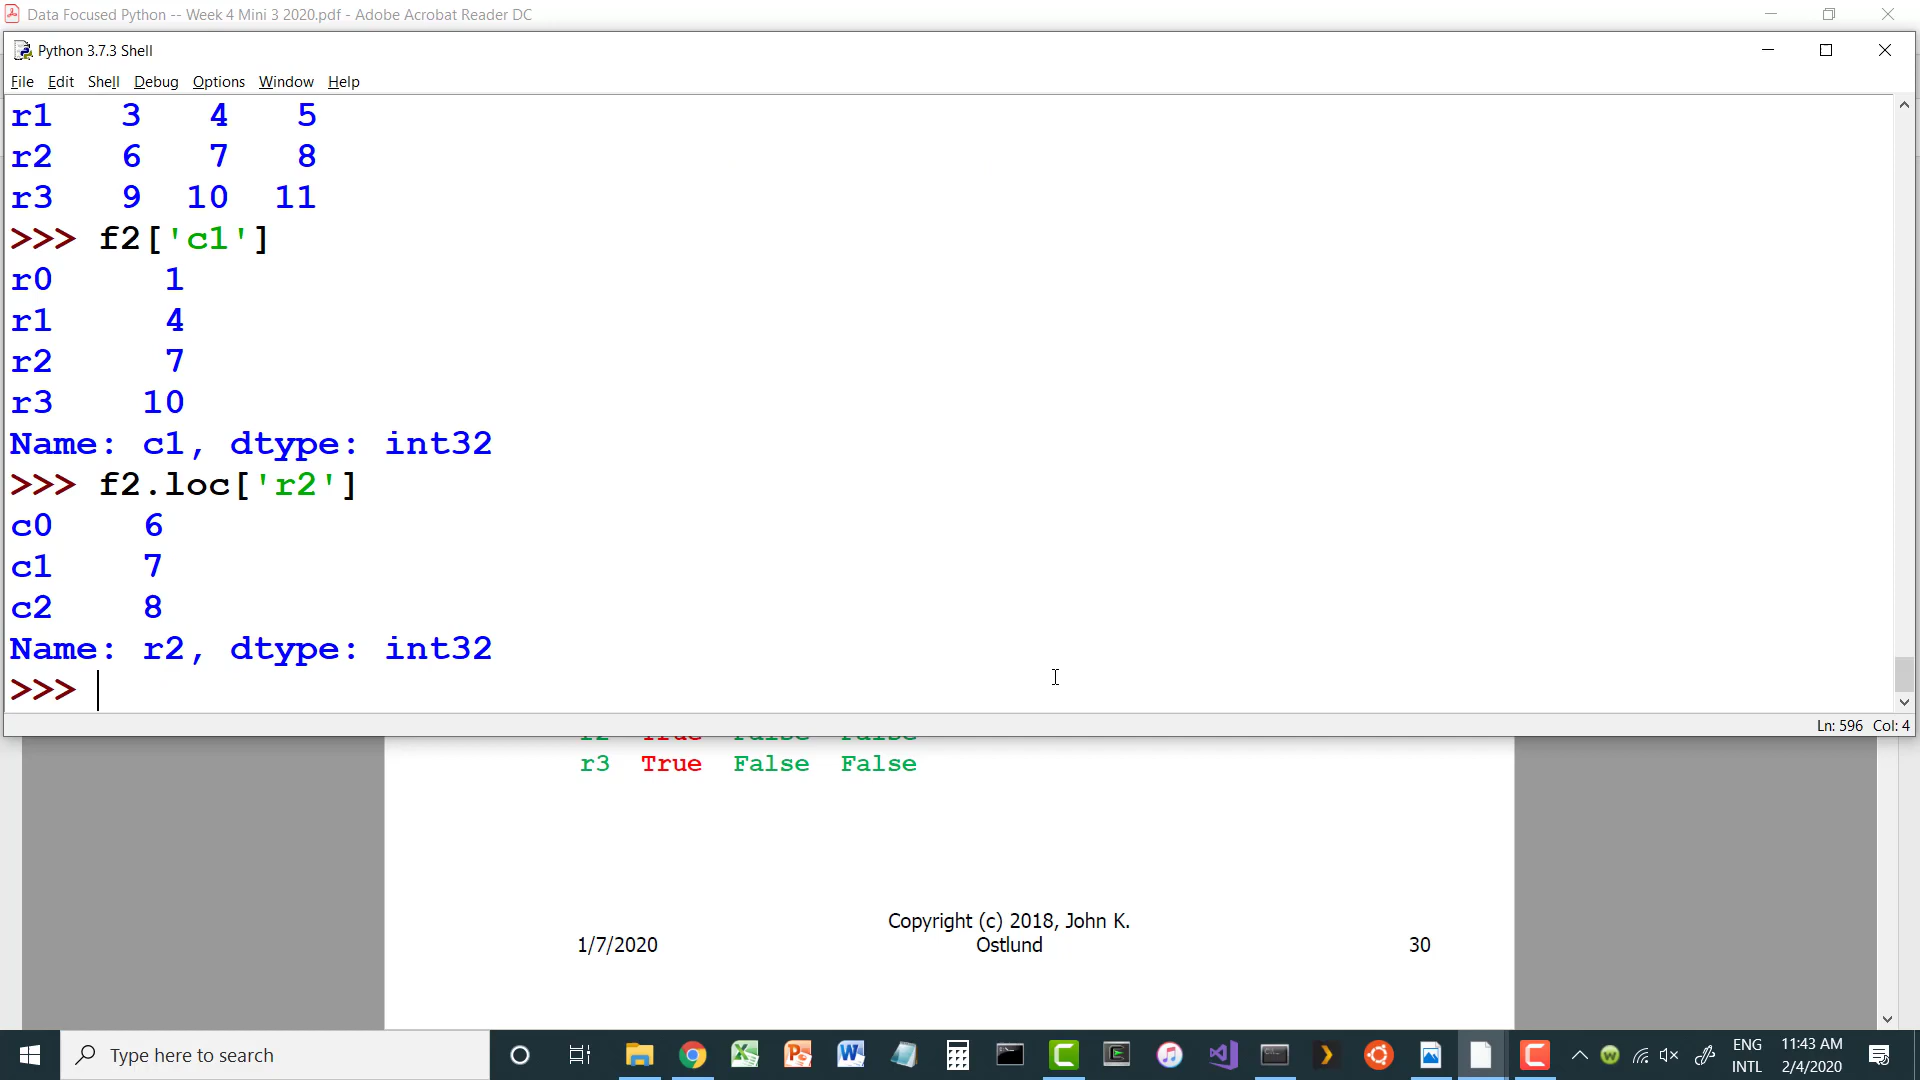 Data Focused Python -- Week 4 Mini 3 2020.pdf - Adobe Acrobat Reader DC
Python 3.7.3 Shell
File Edit Shell Debug Options Window Help
r1 3 4 5
r2 6 7 8
r3 9 10 11
>>> f2['c1']
r0 1
r1 4
r2 7
r3 10
Name: c1, dtype: int32
>>> f2.loc['r2']
c0 6
c1 7
c2 8
Name: r2, dtype: int32
>>>
Ln: 596 Col: 4
r2 True False False
r3 True False False
Copyright (c) 2018, John K.
1/7/2020 Ostlund 30
Type here to search
ENG 11:43 AM
INTL 2/4/2020